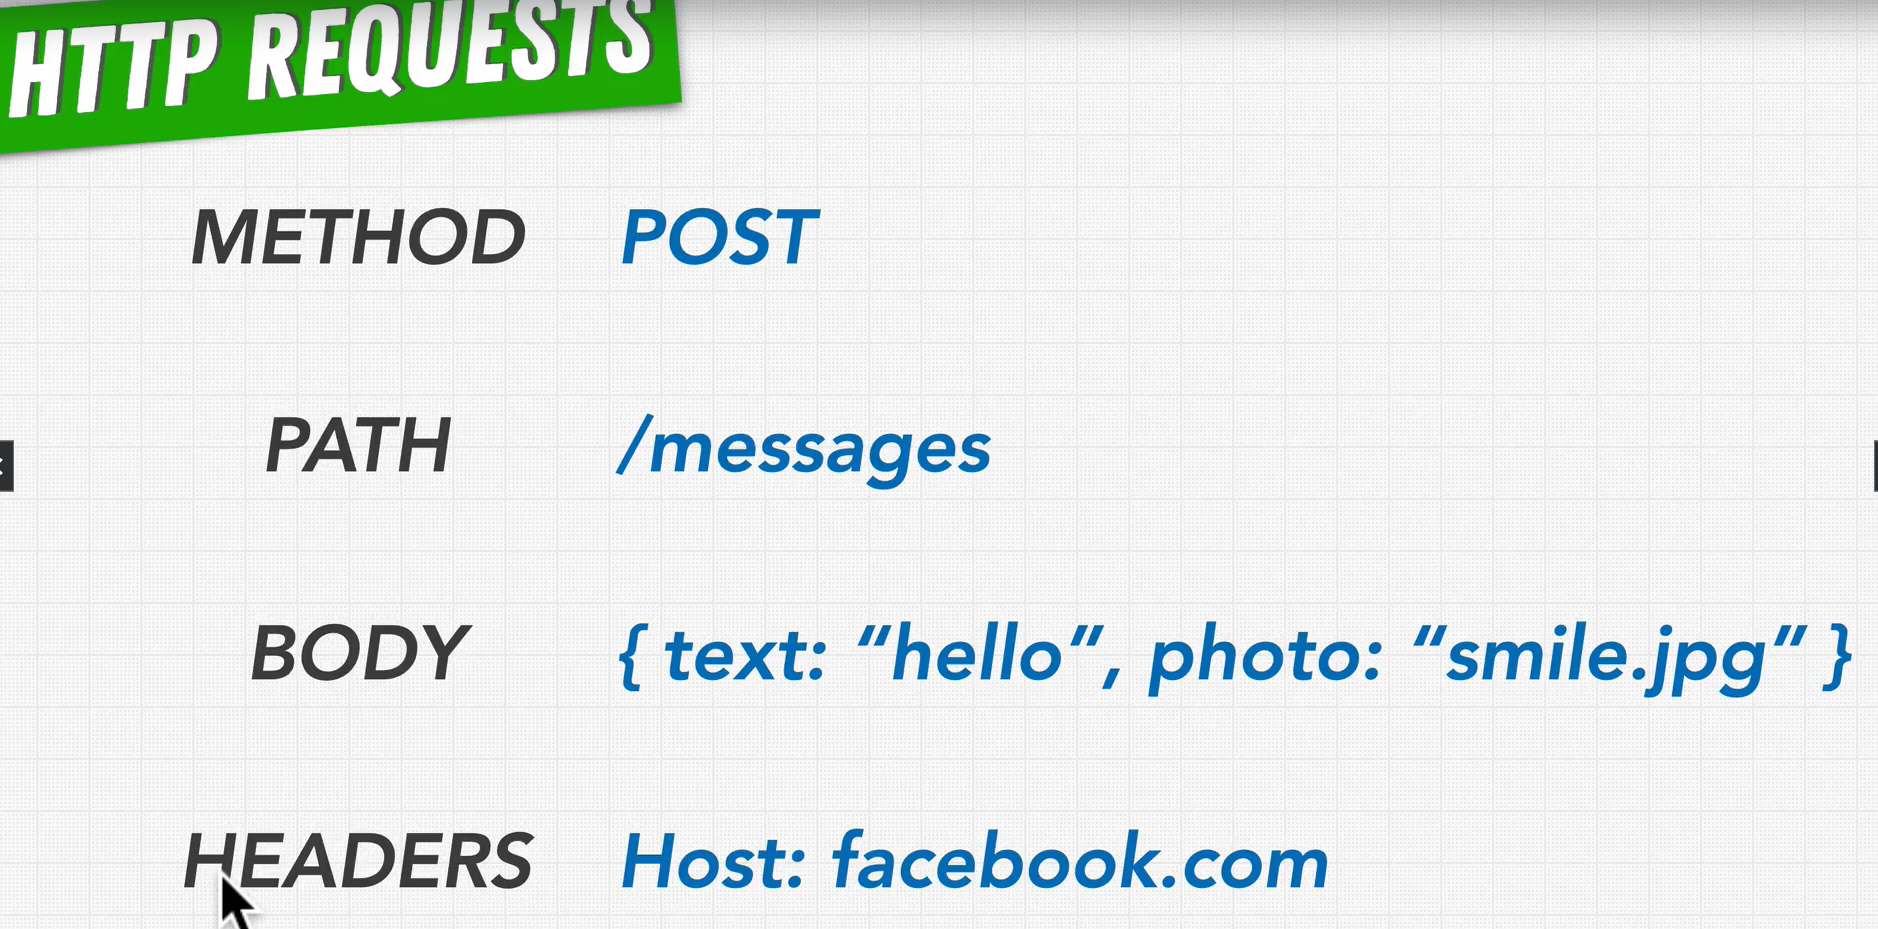 HTTP REQUESTS
METHOD POST
PATH /messages
BODY { text: “hello”, photo: “smile.jpg” }
HEADERS Host: facebook.com